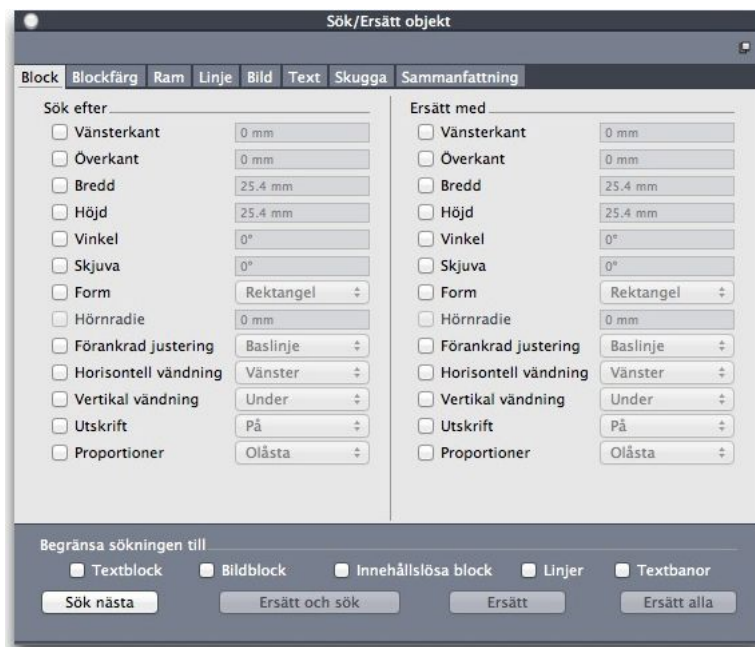 Sök/Ersätt objekt
Block Blockfärg Ram Linje Bild Text Skugga Sammanfattning
Sök efter
Vänsterkant 0 mm
Överkant 0 mm
Bredd 25.4 mm
Höjd 25.4 mm
Vinkel 0°
Skjuva 0°
Form Rektangel
Hörnradie 0 mm
Förankrad justering Baslinje
Horisontell vändning Vänster
Vertikal vändning Under
Utskrift På
Proportioner Olåsta
Ersätt med
Vänsterkant 0 mm
Överkant 0 mm
Bredd 25.4 mm
Höjd 25.4 mm
Vinkel 0°
Skjuva 0°
Form Rektangel
Hörnradie 0 mm
Förankrad justering Baslinje
Horisontell vändning Vänster
Vertikal vändning Under
Utskrift På
Proportioner Olåsta
Begränsa sökningen till
Textblock Bildblock Innehållslösa block Linjer Textbanor
Sök nästa Ersätt och sök Ersätt Ersätt alla